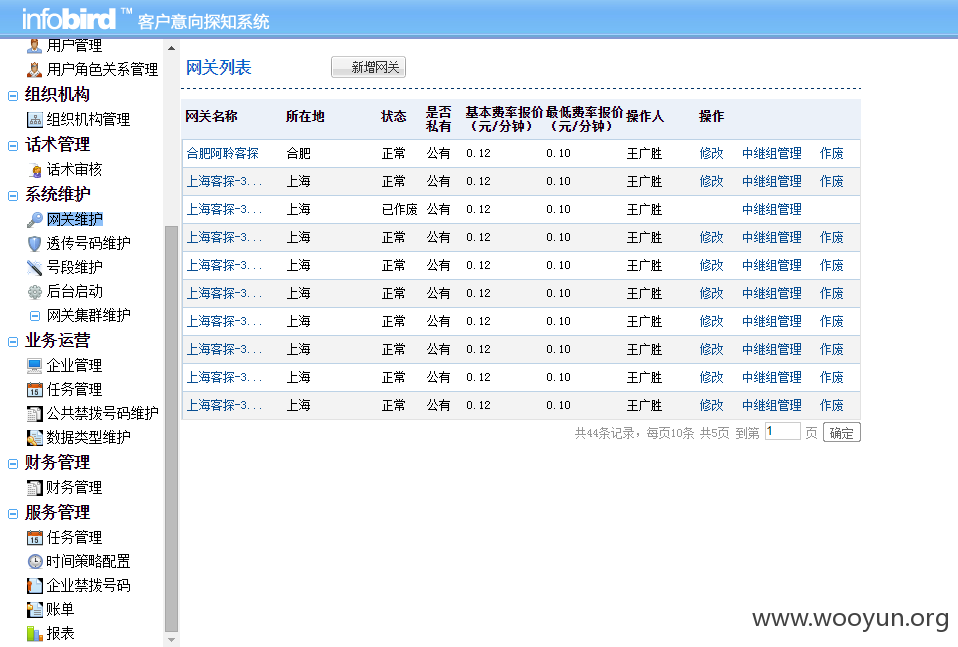 infobird™ 客户意向探知系统
用户管理
用户角色关系管理
组织机构
组织机构管理
话术管理
话术审核
系统维护
网关维护
透传号码维护
号段维护
后台启动
网关集群维护
业务运营
企业管理
任务管理
公共禁拨号码维护
数据类型维护
财务管理
财务管理
服务管理
任务管理
时间策略配置
企业禁拨号码
账单
报表
网关列表 新增网关
网关名称 所在地 状态 是否私有 基本费率报价（元/分钟） 最低费率报价（元/分钟） 操作人 操作
合肥阿聆客探 合肥 正常 公有 0.12 0.10 王广胜 修改 中继组管理 作废
上海客探-3... 上海 正常 公有 0.12 0.10 王广胜 修改 中继组管理 作废
上海客探-3... 上海 已作废 公有 0.12 0.10 王广胜 中继组管理
上海客探-3... 上海 正常 公有 0.12 0.10 王广胜 修改 中继组管理 作废
上海客探-3... 上海 正常 公有 0.12 0.10 王广胜 修改 中继组管理 作废
上海客探-3... 上海 正常 公有 0.12 0.10 王广胜 修改 中继组管理 作废
上海客探-3... 上海 正常 公有 0.12 0.10 王广胜 修改 中继组管理 作废
上海客探-3... 上海 正常 公有 0.12 0.10 王广胜 修改 中继组管理 作废
上海客探-3... 上海 正常 公有 0.12 0.10 王广胜 修改 中继组管理 作废
上海客探-3... 上海 正常 公有 0.12 0.10 王广胜 修改 中继组管理 作废
共44条记录，每页10条 共5页 到第 1 页 确定
www.wooyun.org